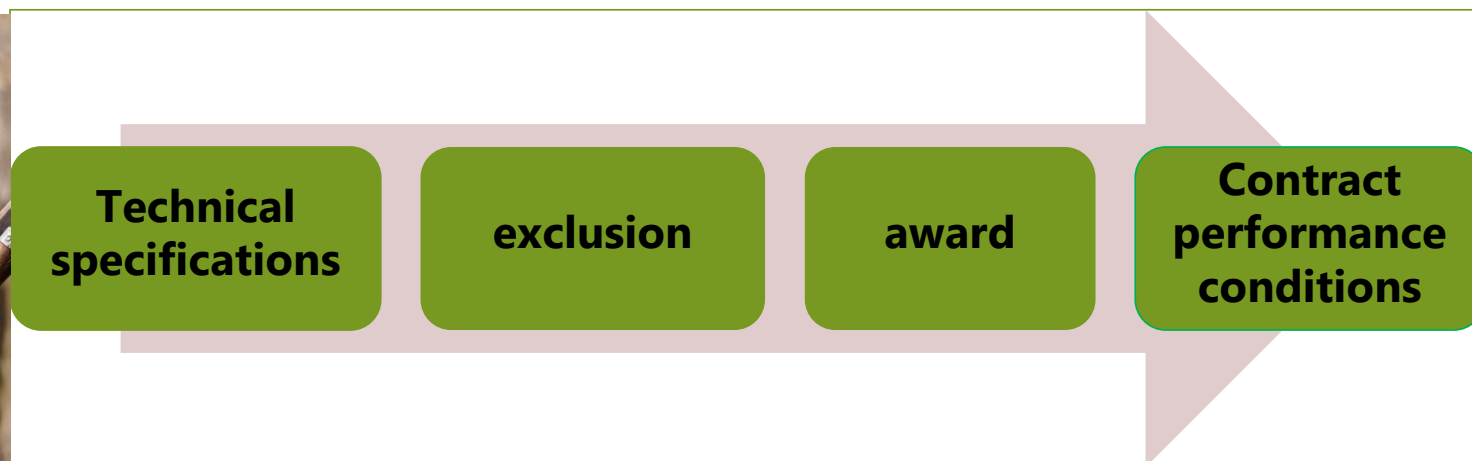 Technical
specifications
exclusion
award
Contract
performance
conditions